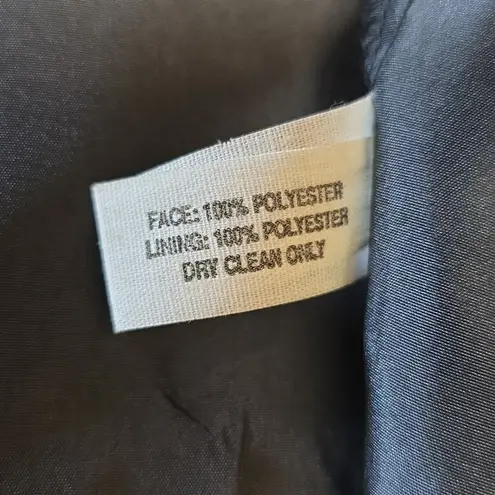 FACE: 100% POLYESTER
LINING: 100% POLYESTER
DRY CLEAN ONLY